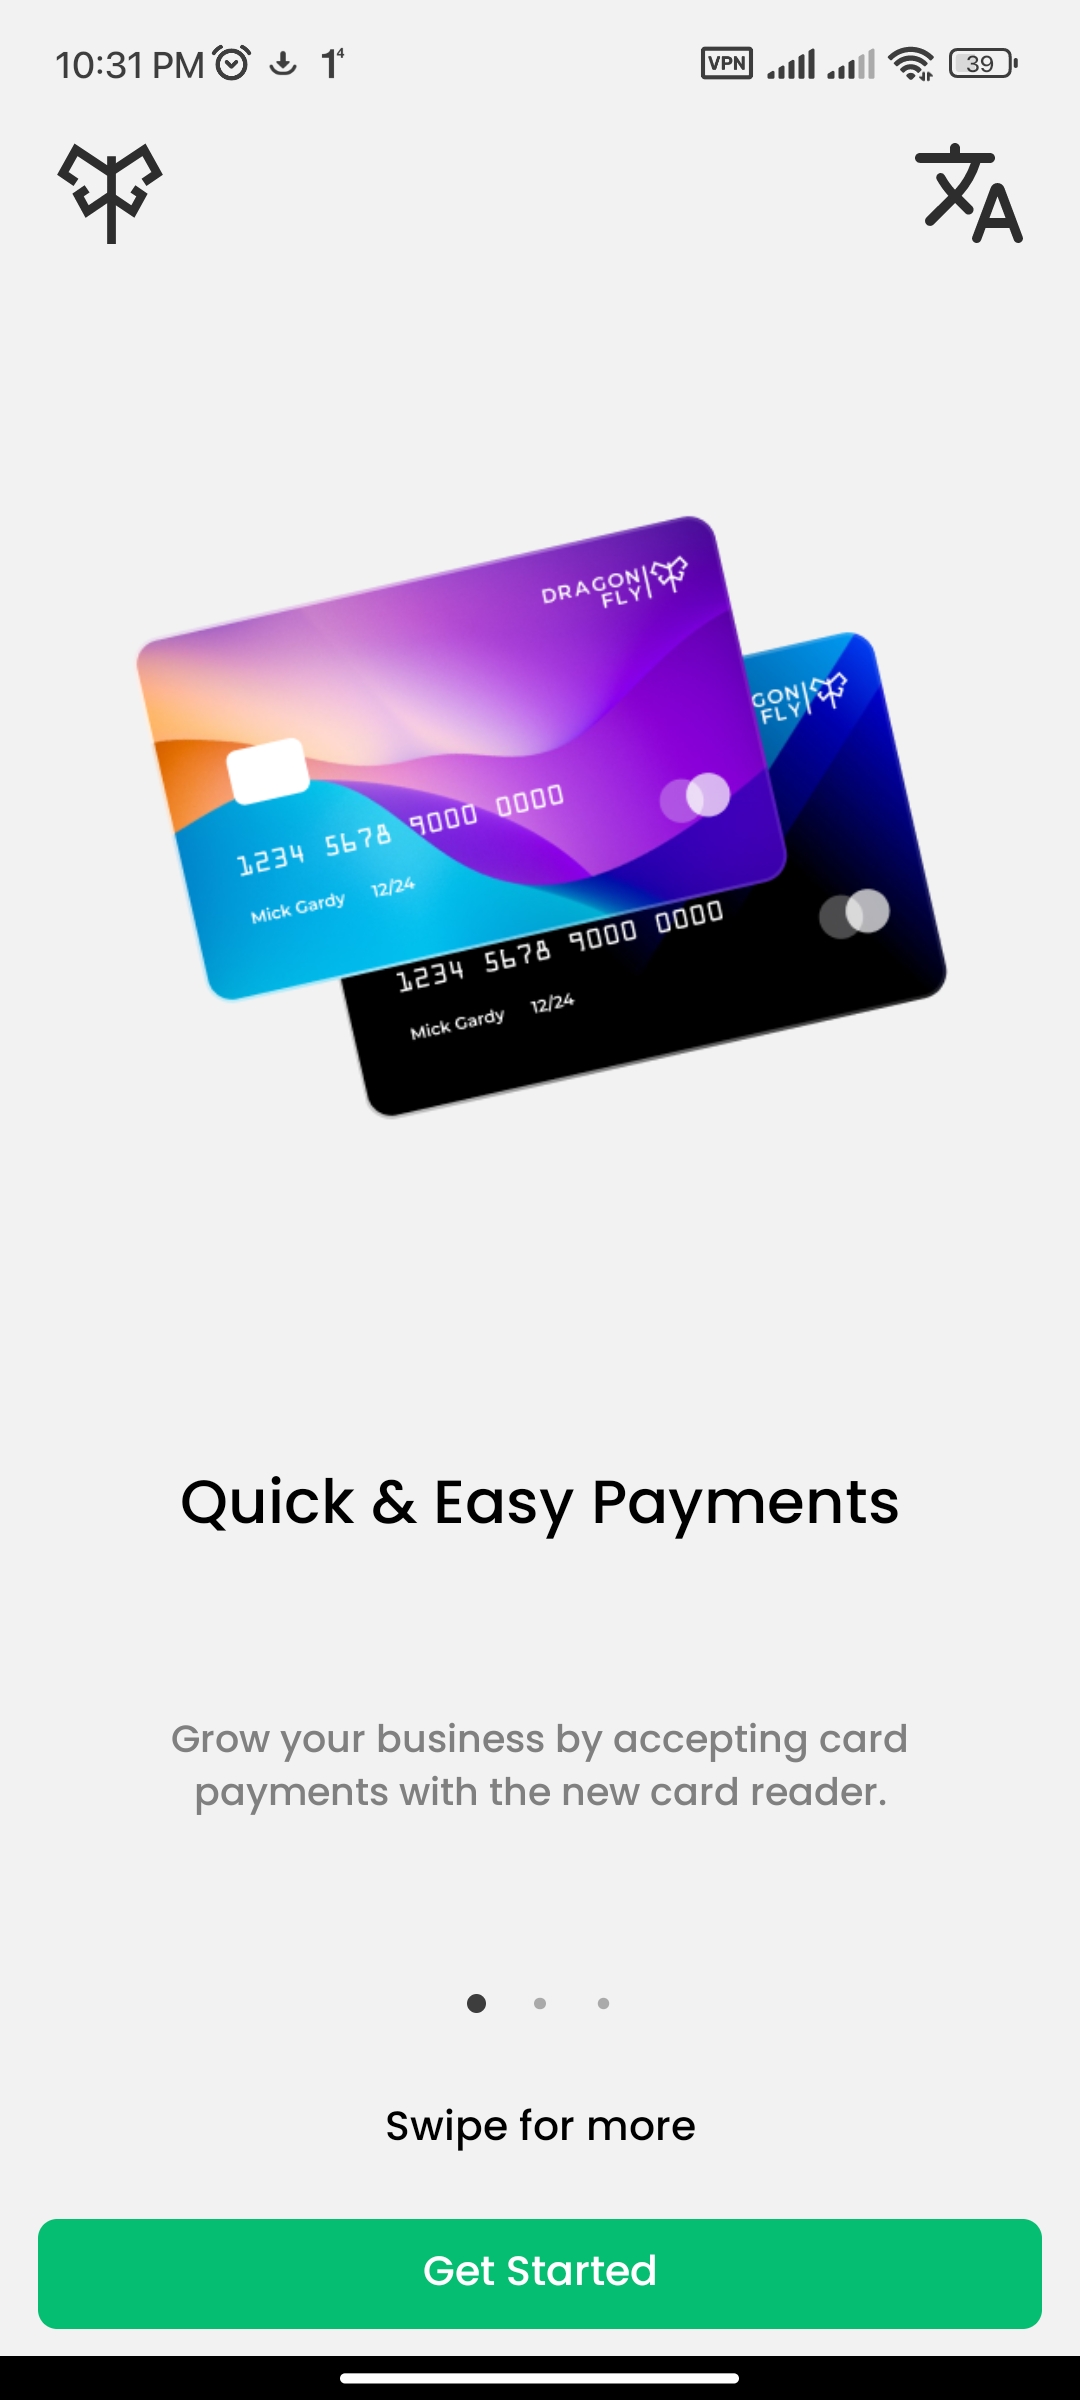 10:31 PM 1⁴ VPN 39
文A
DRAGON
FLY
1234 5678 9000 0000
Mick Gardy 12/24
GON
FLY
1234 5678 9000 0000
Mick Gardy 12/24
Quick & Easy Payments
Grow your business by accepting card
payments with the new card reader.
Swipe for more
Get Started